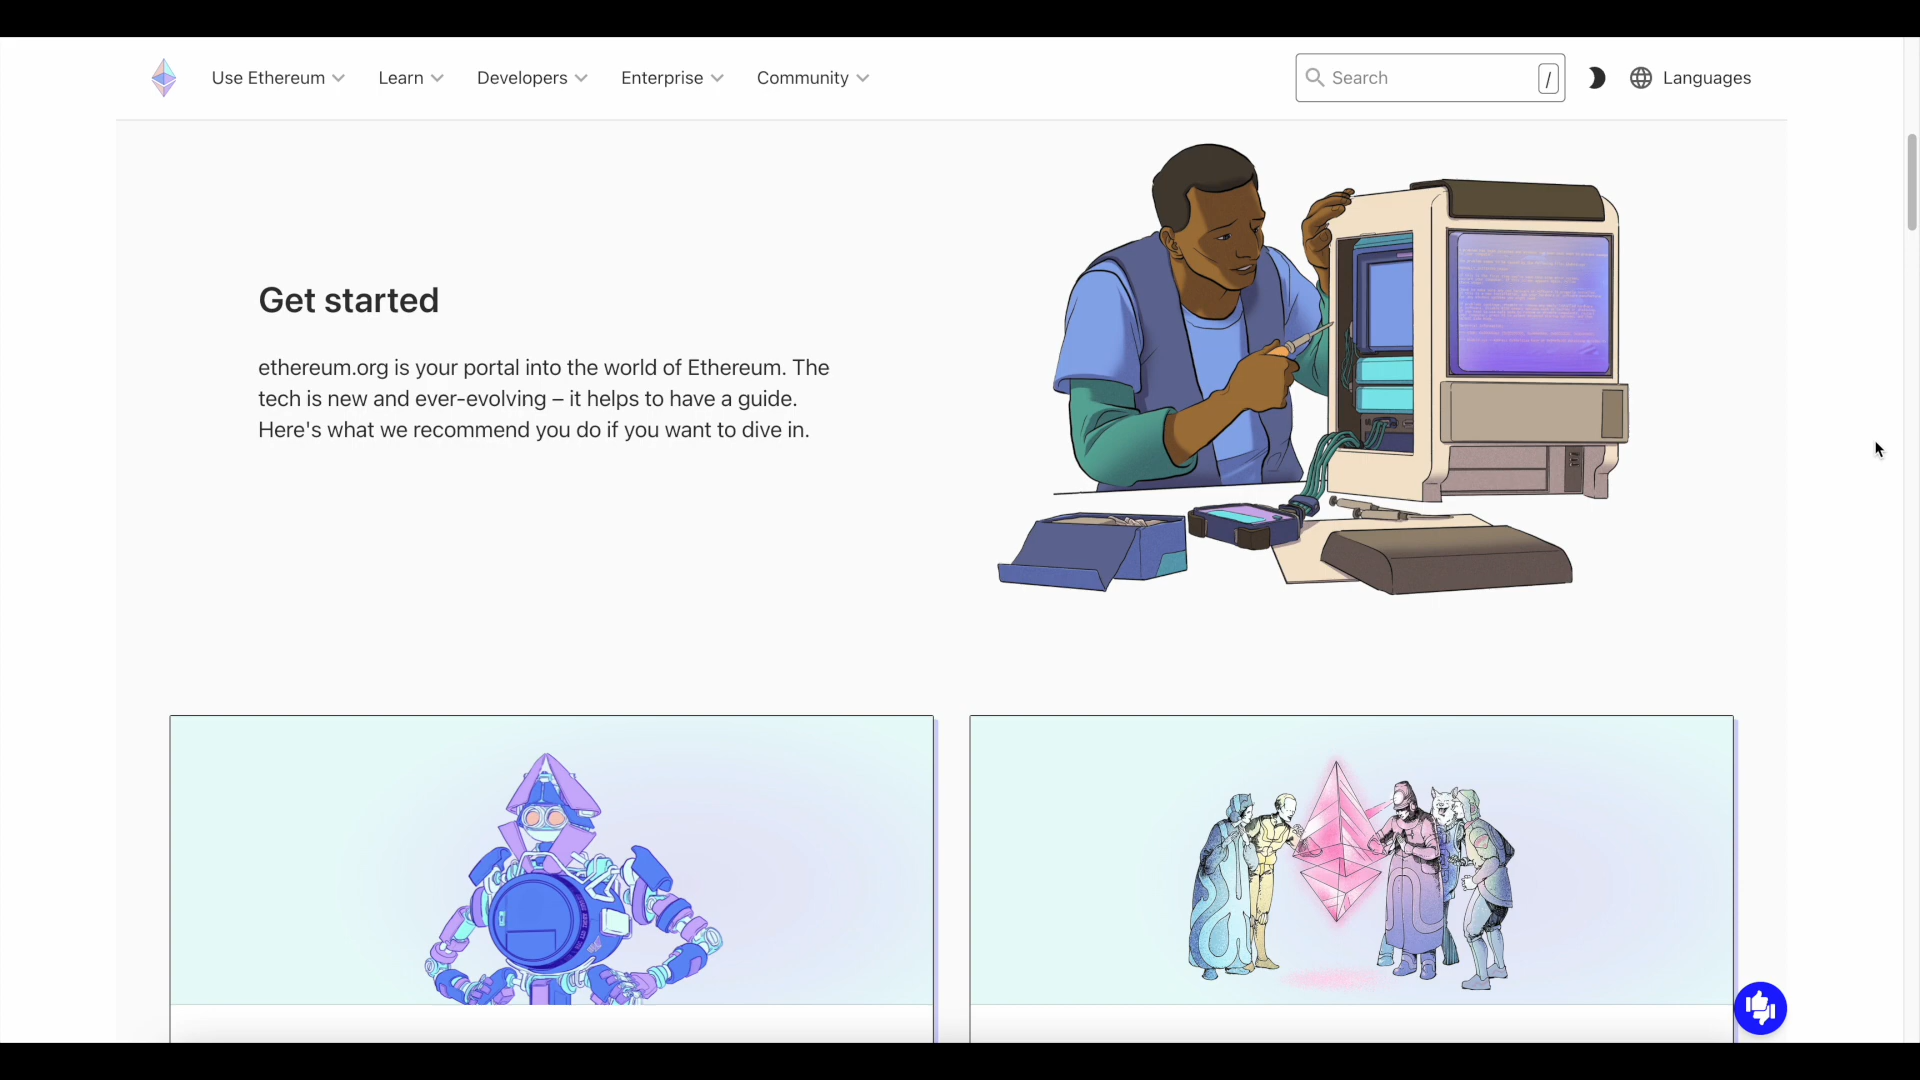 Use Ethereum Learn Developers Enterprise Community Search / Languages
Get started
ethereum.org is your portal into the world of Ethereum. The
tech is new and ever-evolving – it helps to have a guide.
Here's what we recommend you do if you want to dive in.